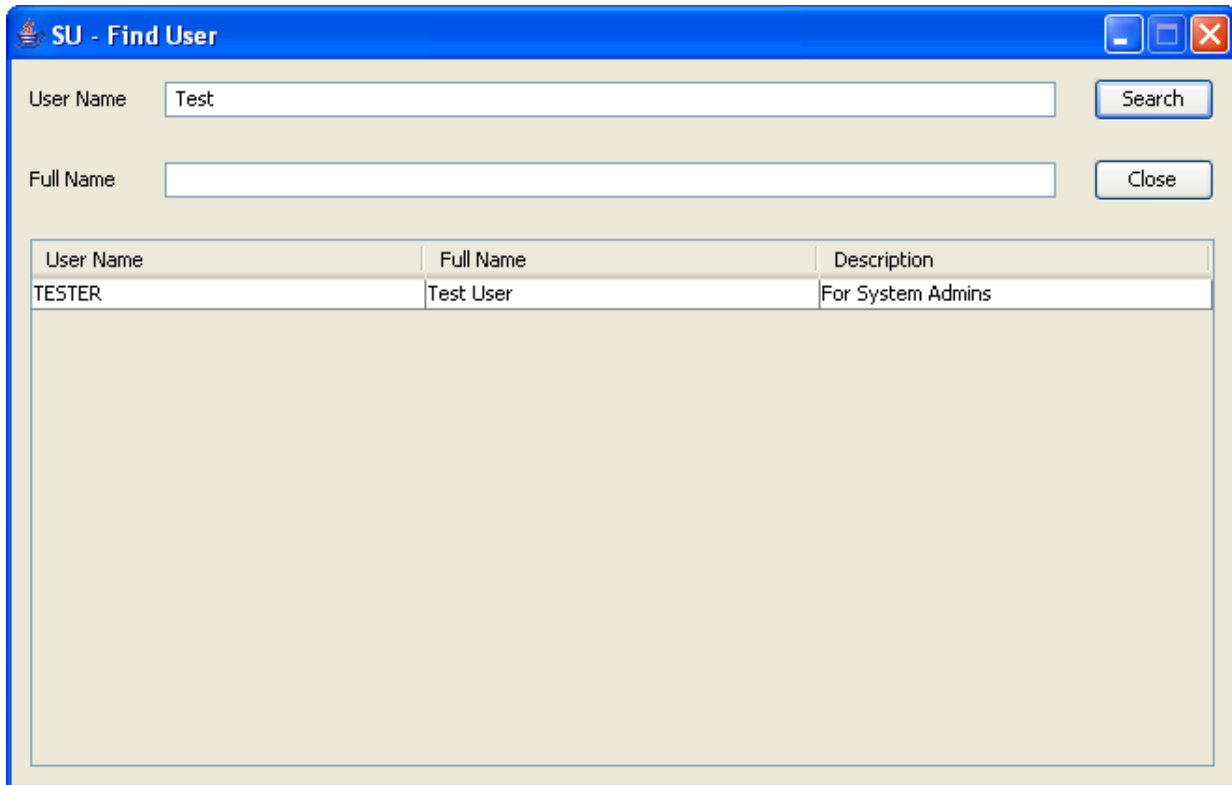 SU - Find User
User Name Test Search
Full Name Close
User Name Full Name Description
TESTER Test User For System Admins